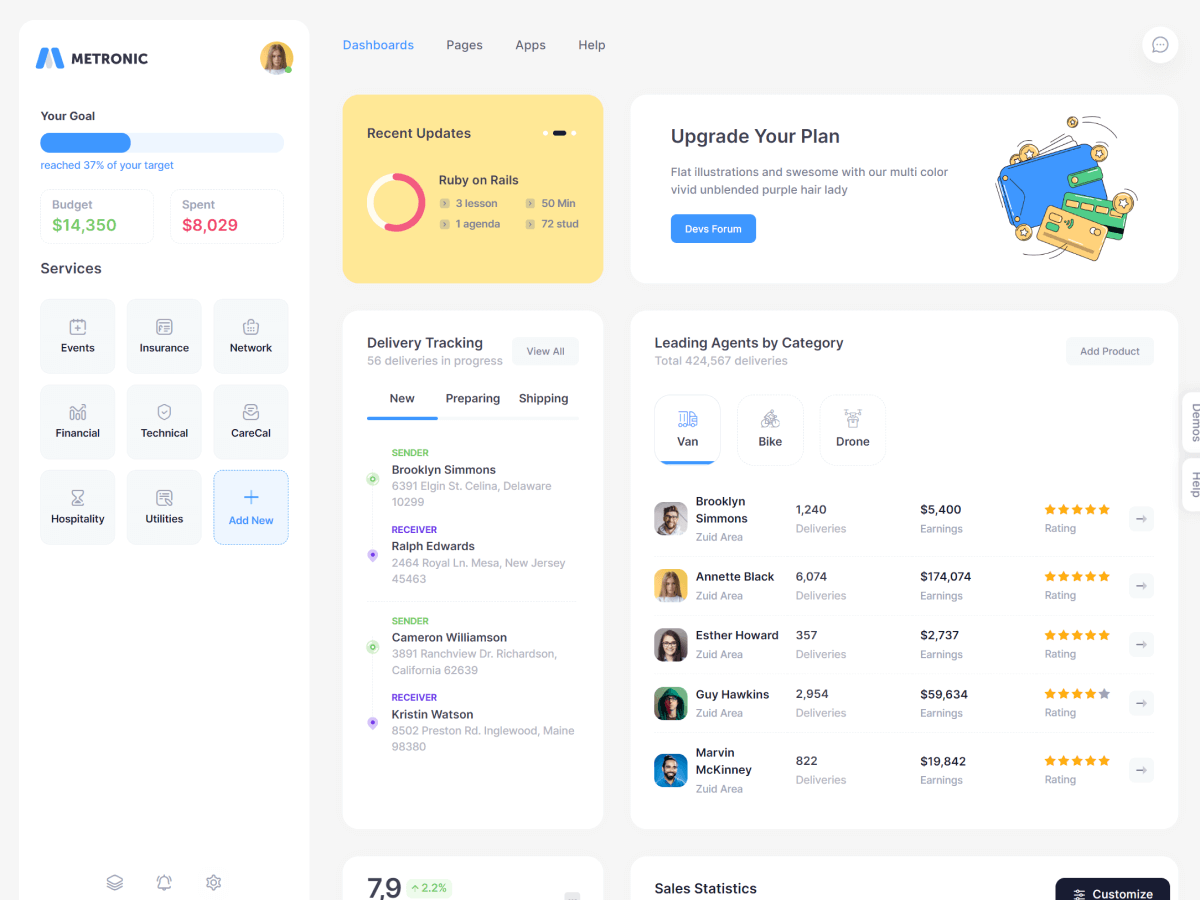 METRONIC
Your Goal
reached 37% of your target
Budget
$14,350
Spent
$8,029
Services
Events
Insurance
Network
Financial
Technical
CareCal
Hospitality
Utilities
Add New
Dashboards
Pages
Apps
Help
Recent Updates
Ruby on Rails
3 lesson
50 Min
1 agenda
72 stud
Upgrade Your Plan
Flat illustrations and swesome with our multi color
vivid unblended purple hair lady
Devs Forum
Delivery Tracking
56 deliveries in progress
View All
New
Preparing
Shipping
SENDER
Brooklyn Simmons
6391 Elgin St. Celina, Delaware
10299
RECEIVER
Ralph Edwards
2464 Royal Ln. Mesa, New Jersey
45463
SENDER
Cameron Williamson
3891 Ranchview Dr. Richardson,
California 62639
RECEIVER
Kristin Watson
8502 Preston Rd. Inglewood, Maine
98380
Leading Agents by Category
Total 424,567 deliveries
Add Product
Van
Bike
Drone
Brooklyn
Simmons
Zuid Area
1,240
Deliveries
$5,400
Earnings
Rating
Annette Black
Zuid Area
6,074
Deliveries
$174,074
Earnings
Rating
Esther Howard
Zuid Area
357
Deliveries
$2,737
Earnings
Rating
Guy Hawkins
Zuid Area
2,954
Deliveries
$59,634
Earnings
Rating
Marvin
McKinney
Zuid Area
822
Deliveries
$19,842
Earnings
Rating
Demos
Help
7,9
2.2%
Sales Statistics
Customize